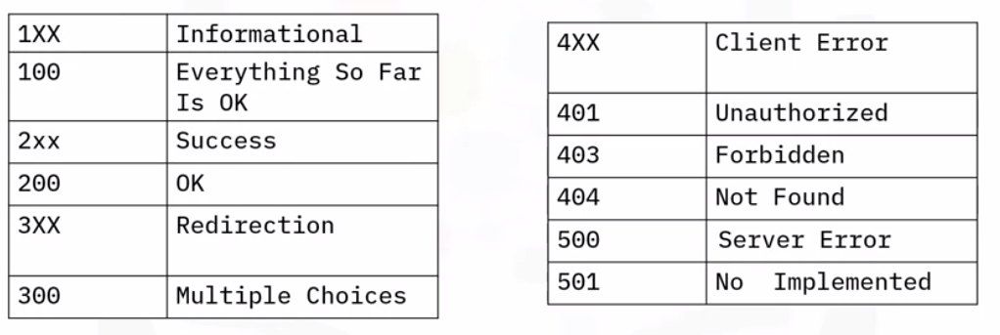 1XX Informational
100 Everything So Far
Is OK
2xx Success
200 OK
3XX Redirection
300 Multiple Choices
4XX Client Error
401 Unauthorized
403 Forbidden
404 Not Found
500 Server Error
501 No Implemented